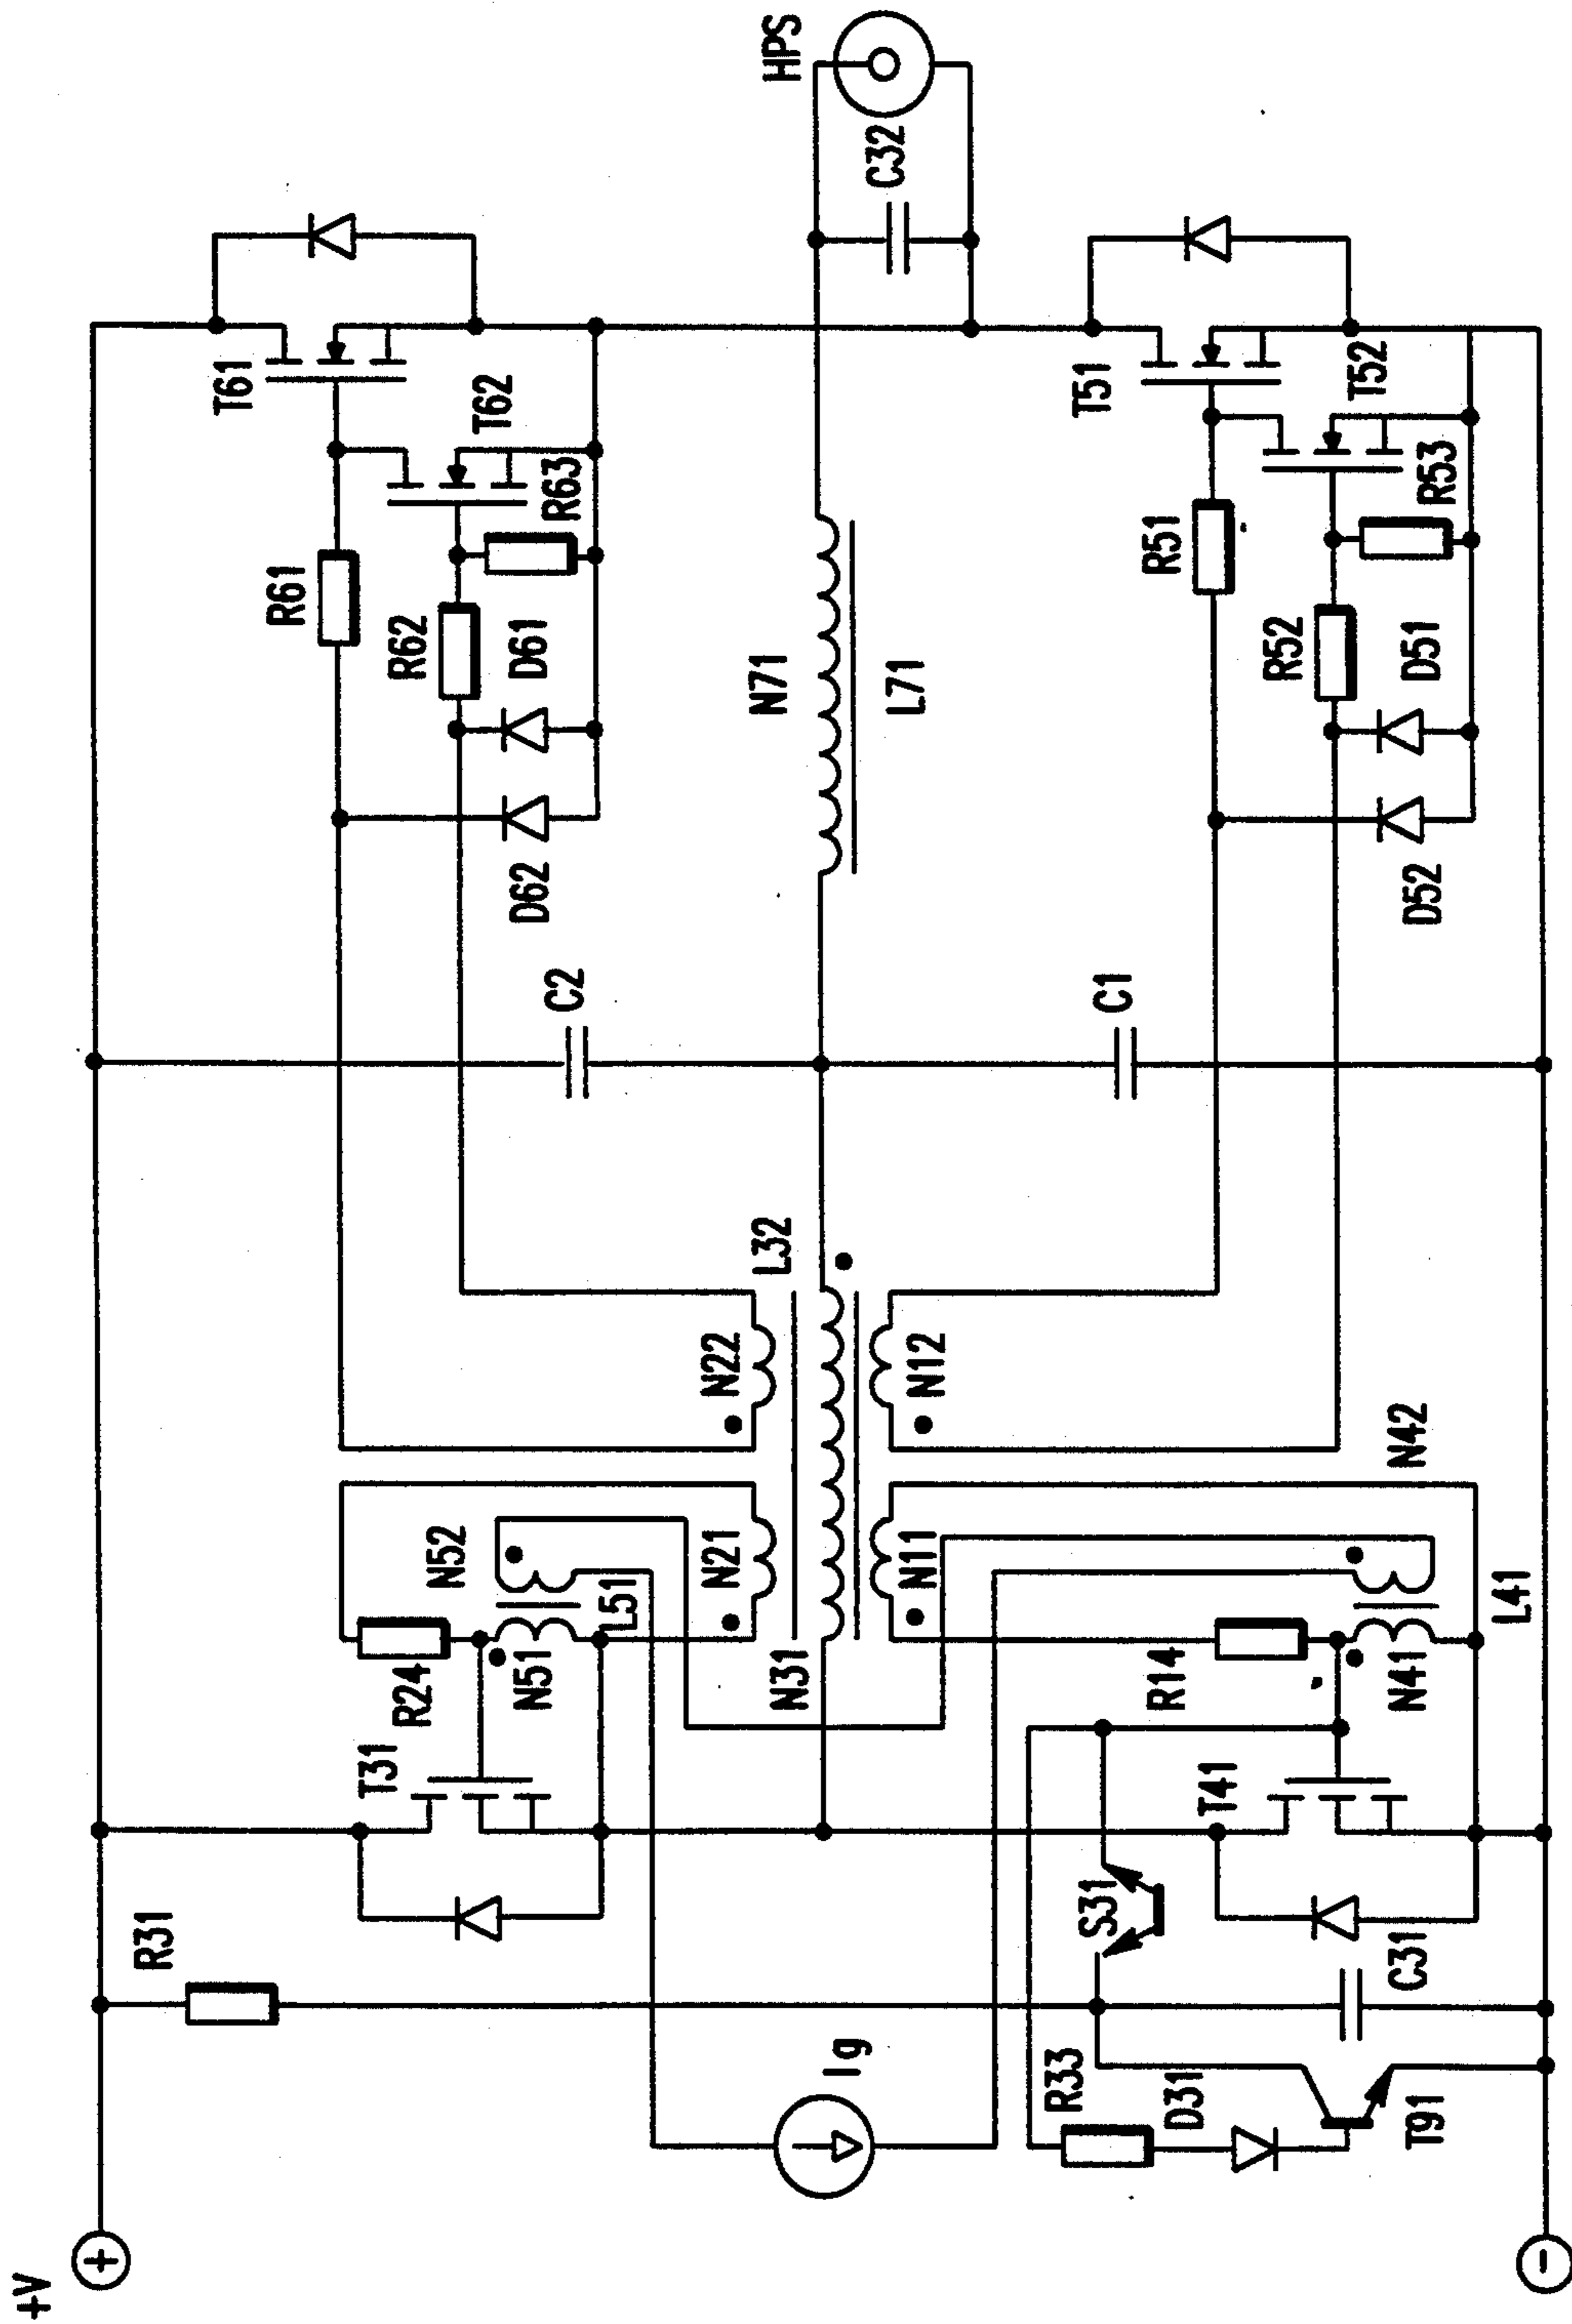 +V
+
-
R31
T31
R24
N51
N52
L51
N21
N22
N31
L32
N11
N12
Ig
R33
D31
T91
S31
C31
T41
R14
N41
N42
L41
C2
C1
R61
R62
R63
D61
D62
T61
T62
N71
L71
R51
R52
R53
D51
D52
T51
T52
C32
HPS